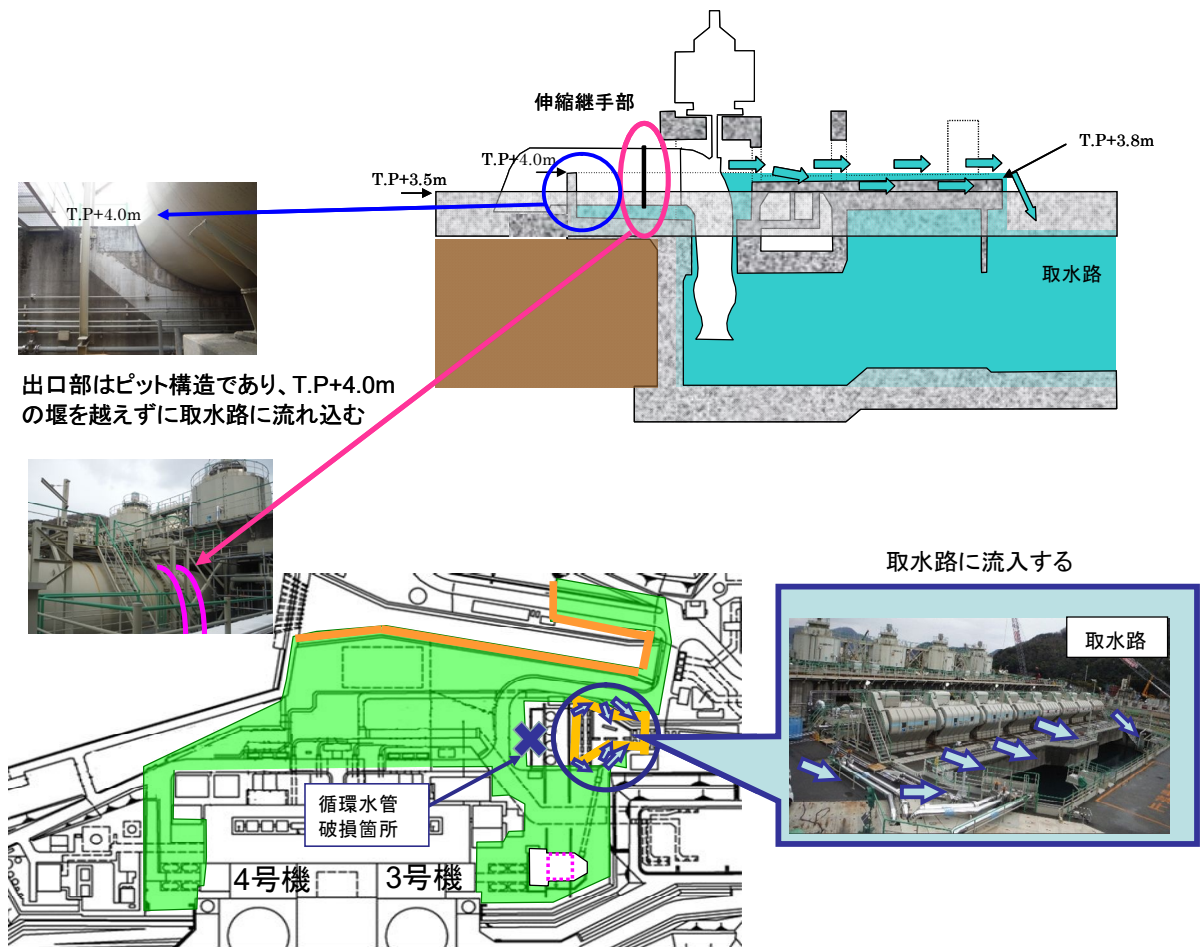 伸縮継手部
T.P+4.0m
T.P+3.8m
T.P+3.5m
T.P+4.0m
取水路
出口部はピット構造であり、T.P+4.0m
の堰を越えずに取水路に流れ込む
取水路に流入する
取水路
循環水管
破損箇所
4号機
3号機